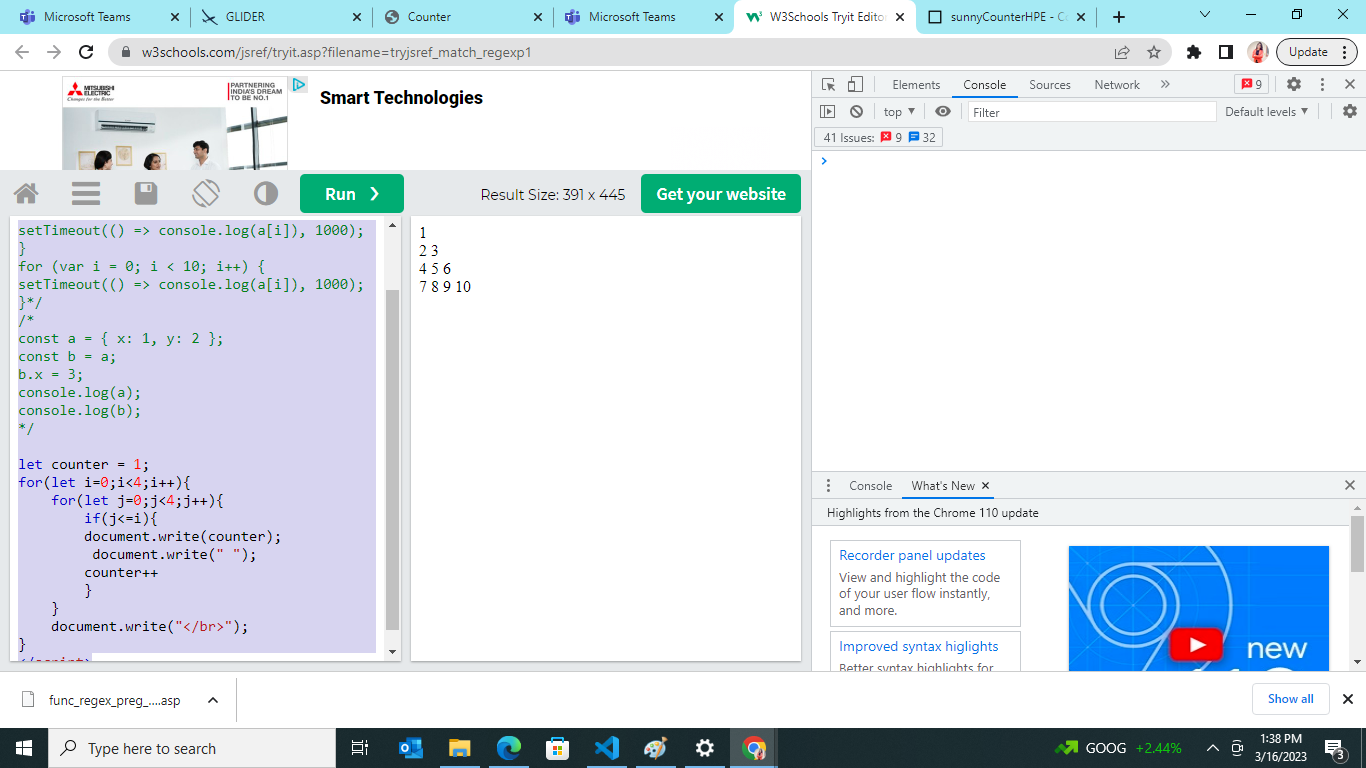 Microsoft Teams
GLIDER
Counter
Microsoft Teams
W3Schools Tryit Editor
sunnyCounterHPE - Co
w3schools.com/jsref/tryit.asp?filename=tryjsref_match_regexp1
Update
MITSUBISHI
ELECTRIC
Changes for the Better
PARTNERING
INDIA'S DREAM
TO BE NO.1
Smart Technologies
Run ❯
Result Size: 391 x 445
Get your website
setTimeout(() => console.log(a[i]), 1000);
}
for (var i = 0; i < 10; i++) {
setTimeout(() => console.log(a[i]), 1000);
}*/
/*
const a = { x: 1, y: 2 };
const b = a;
b.x = 3;
console.log(a);
console.log(b);
*/
let counter = 1;
for(let i=0;i<4;i++){
for(let j=0;j<4;j++){
if(j<=i){
document.write(counter);
document.write(" ");
counter++
}
}
document.write("</br>");
}
</script>
1
2 3
4 5 6
7 8 9 10
Elements
Console
Sources
Network
9
top
Filter
Default levels
41 Issues: 9 32
Console
What's New
Highlights from the Chrome 110 update
Recorder panel updates
View and highlight the code
of your user flow instantly,
and more.
Improved syntax higlights
Better syntax highlights for
new
func_regex_preg_....asp
Show all
Type here to search
GOOG +2.44%
1:38 PM
3/16/2023
3